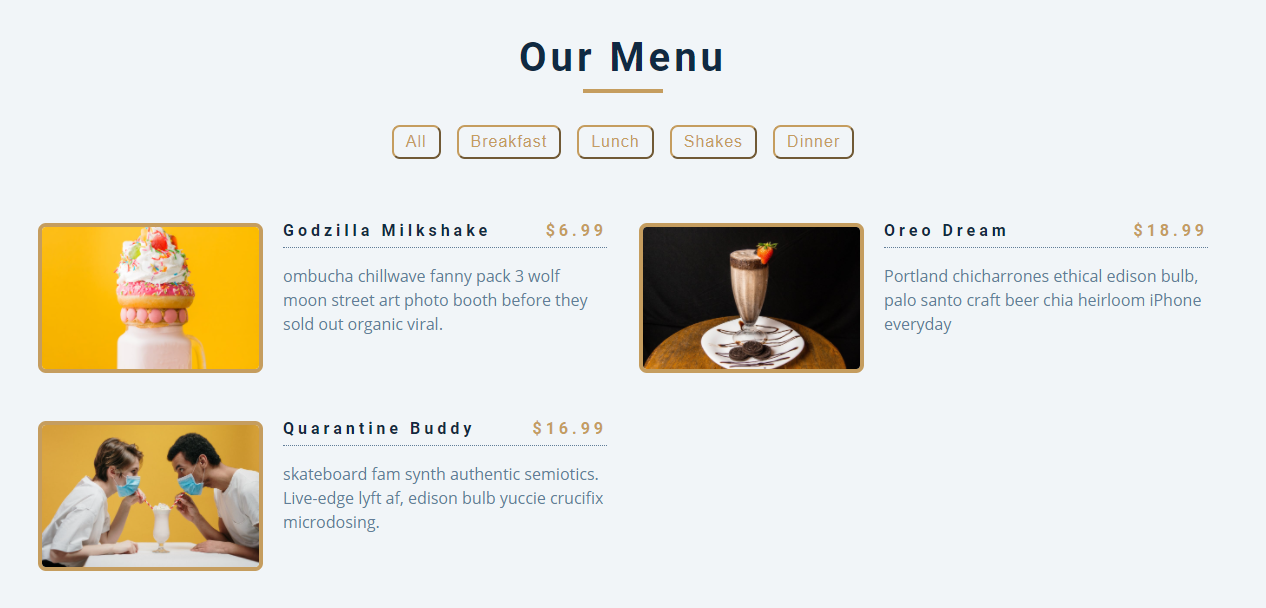 Our Menu
All Breakfast Lunch Shakes Dinner
Godzilla Milkshake $6.99
ombucha chillwave fanny pack 3 wolf
moon street art photo booth before they
sold out organic viral.
Oreo Dream $18.99
Portland chicharrones ethical edison bulb,
palo santo craft beer chia heirloom iPhone
everyday
Quarantine Buddy $16.99
skateboard fam synth authentic semiotics.
Live-edge lyft af, edison bulb yuccie crucifix
microdosing.